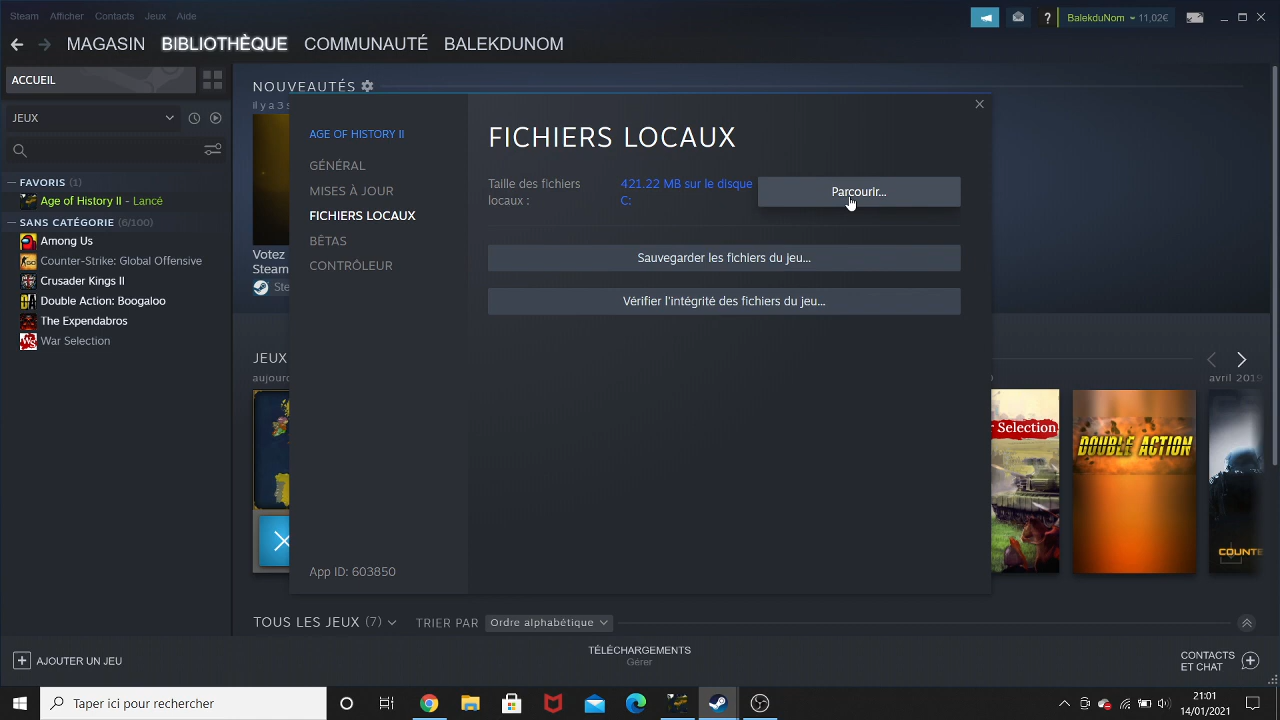 Steam Afficher Contacts Jeux Aide
? BalekduNom 11,02€
MAGASIN BIBLIOTHÈQUE COMMUNAUTÉ BALEKDUNOM
ACCUEIL
NOUVEAUTÉS
Il y a 3 s
JEUX
FAVORIS (1)
Age of History II - Lancé
SANS CATÉGORIE (6/100)
Among Us
Counter-Strike: Global Offensive
Crusader Kings II
Double Action: Boogaloo
The Expendabros
War Selection
Votez
Steam
Ste
AGE OF HISTORY II
GÉNÉRAL
MISES À JOUR
FICHIERS LOCAUX
BÊTAS
CONTRÔLEUR
App ID: 603850
FICHIERS LOCAUX
Taille des fichiers
locaux :
421.22 MB sur le disque
C:
Parcourir...
Sauvegarder les fichiers du jeu...
Vérifier l'intégrité des fichiers du jeu...
JEUX
aujourd
avril 2019
r Selection
DOUBLE ACTION
COUNTE
TOUS LES JEUX (7) TRIER PAR Ordre alphabétique
AJOUTER UN JEU
TÉLÉCHARGEMENTS
Gérer
CONTACTS
ET CHAT
Taper ici pour rechercher
21:01
14/01/2021